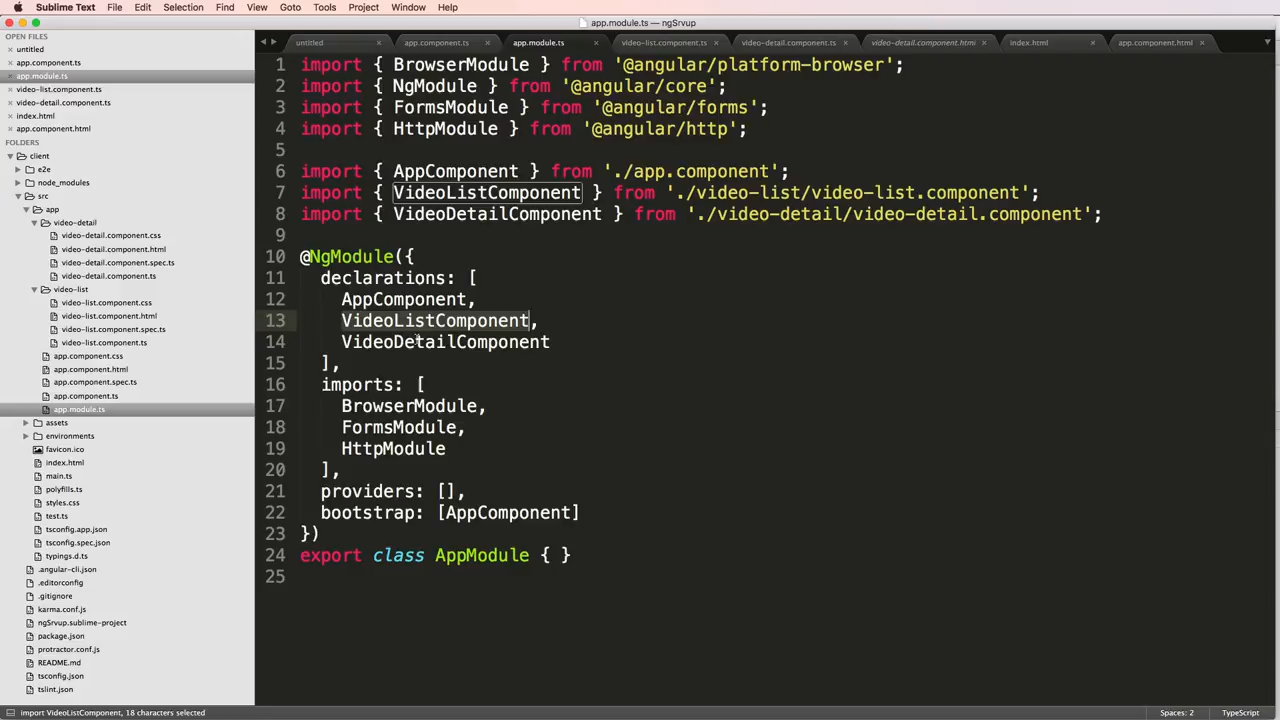 Sublime Text File Edit Selection Find View Goto Tools Project Window Help
app.module.ts — ngSrvup
OPEN FILES
untitled
app.component.ts
app.module.ts
video-list.component.ts
video-detail.component.ts
index.html
app.component.html
FOLDERS
client
e2e
node_modules
src
app
video-detail
video-detail.component.css
video-detail.component.html
video-detail.component.spec.ts
video-detail.component.ts
video-list
video-list.component.css
video-list.component.html
video-list.component.spec.ts
video-list.component.ts
app.component.css
app.component.html
app.component.spec.ts
app.component.ts
app.module.ts
assets
environments
favicon.ico
index.html
main.ts
polyfills.ts
styles.css
test.ts
tsconfig.app.json
tsconfig.spec.json
typings.d.ts
.angular-cli.json
.editorconfig
.gitignore
karma.conf.js
ngSrvup.sublime-project
package.json
protractor.conf.js
README.md
tsconfig.json
tslint.json
untitled app.component.ts app.module.ts video-list.component.ts video-detail.component.ts video-detail.component.html index.html app.component.html
1 import { BrowserModule } from '@angular/platform-browser';
2 import { NgModule } from '@angular/core';
3 import { FormsModule } from '@angular/forms';
4 import { HttpModule } from '@angular/http';
5
6 import { AppComponent } from './app.component';
7 import { VideoListComponent } from './video-list/video-list.component';
8 import { VideoDetailComponent } from './video-detail/video-detail.component';
9
10 @NgModule({
11 declarations: [
12 AppComponent,
13 VideoListComponent,
14 VideoDetailComponent
15 ],
16 imports: [
17 BrowserModule,
18 FormsModule,
19 HttpModule
20 ],
21 providers: [],
22 bootstrap: [AppComponent]
23 })
24 export class AppModule { }
25
import VideoListComponent, 18 characters selected
Spaces: 2 TypeScript